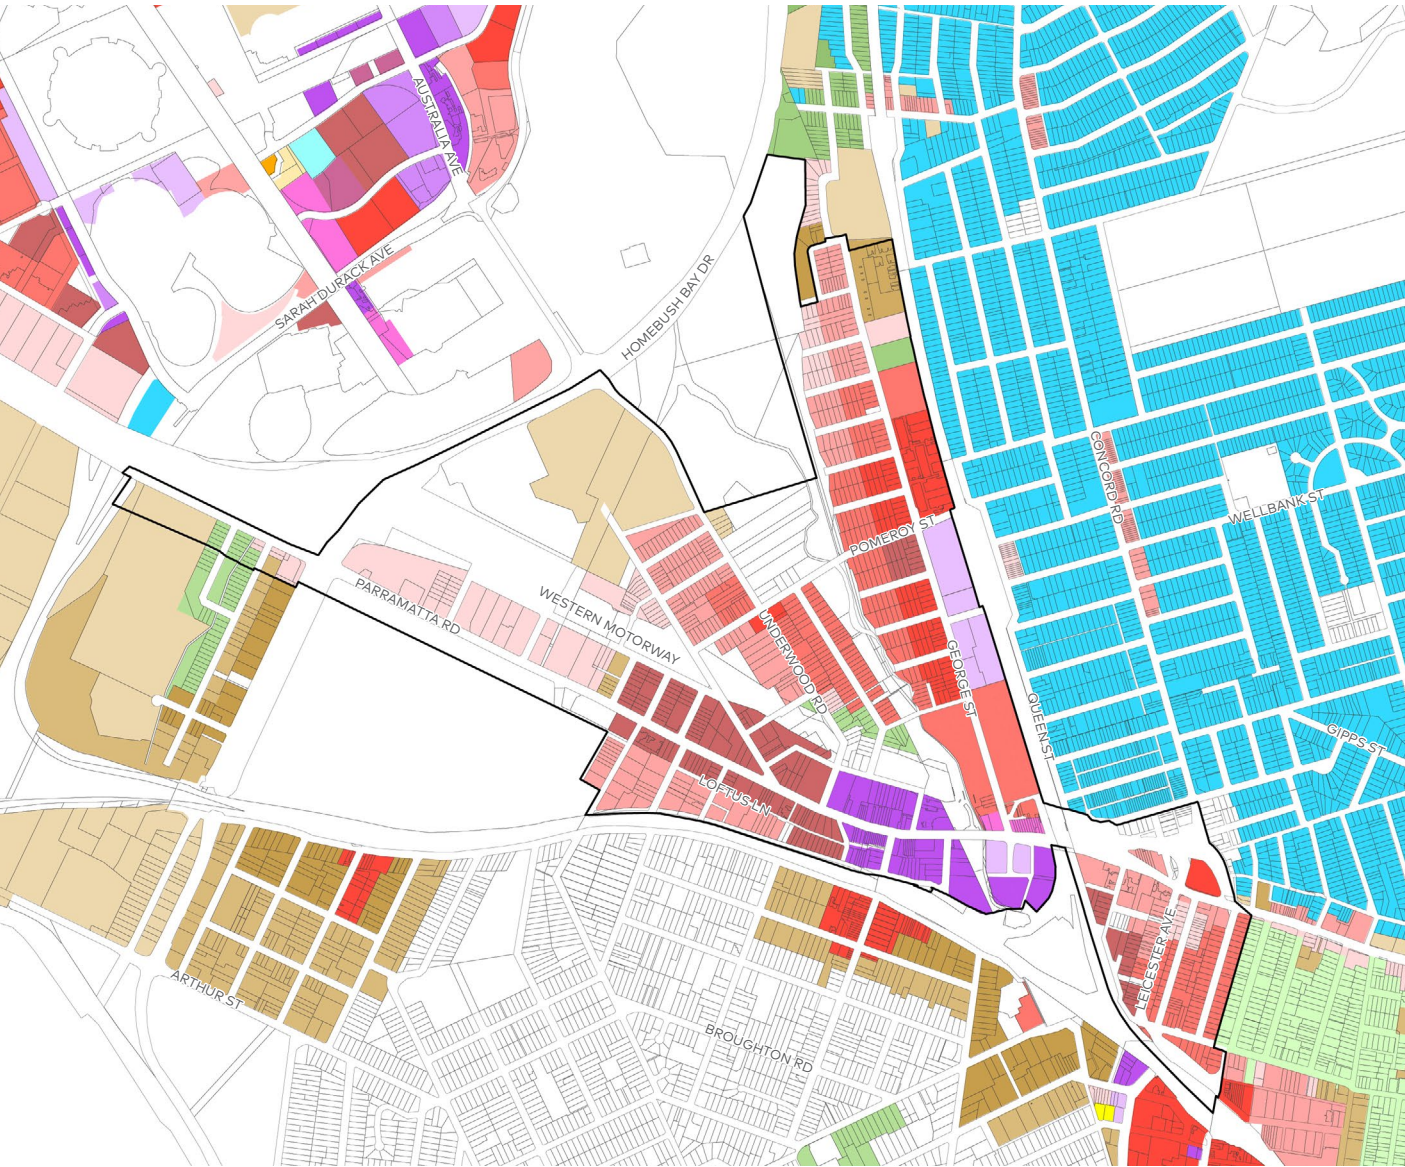 AUSTRALIA AVE
SARAH DURACK AVE
HOMEBUSH BAY DR
CONCORD RD
WELLBANK ST
POMEROY ST
PARRAMATTA RD
WESTERN MOTORWAY
UNDERWOOD RD
GEORGE ST
QUEEN ST
GIPPS ST
LOFTUS LN
LEICESTER AVE
ARTHUR ST
BROUGHTON RD